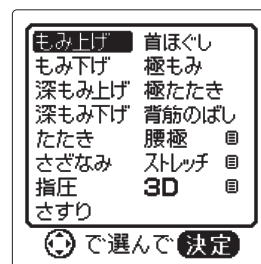 もみ上げ 首ほぐし
もみ下げ 極もみ
深もみ上げ 極たたき
深もみ下げ 背筋のばし
たたき 腰極
さざなみ ストレッチ
指圧 3D
さすり
で選んで 決定